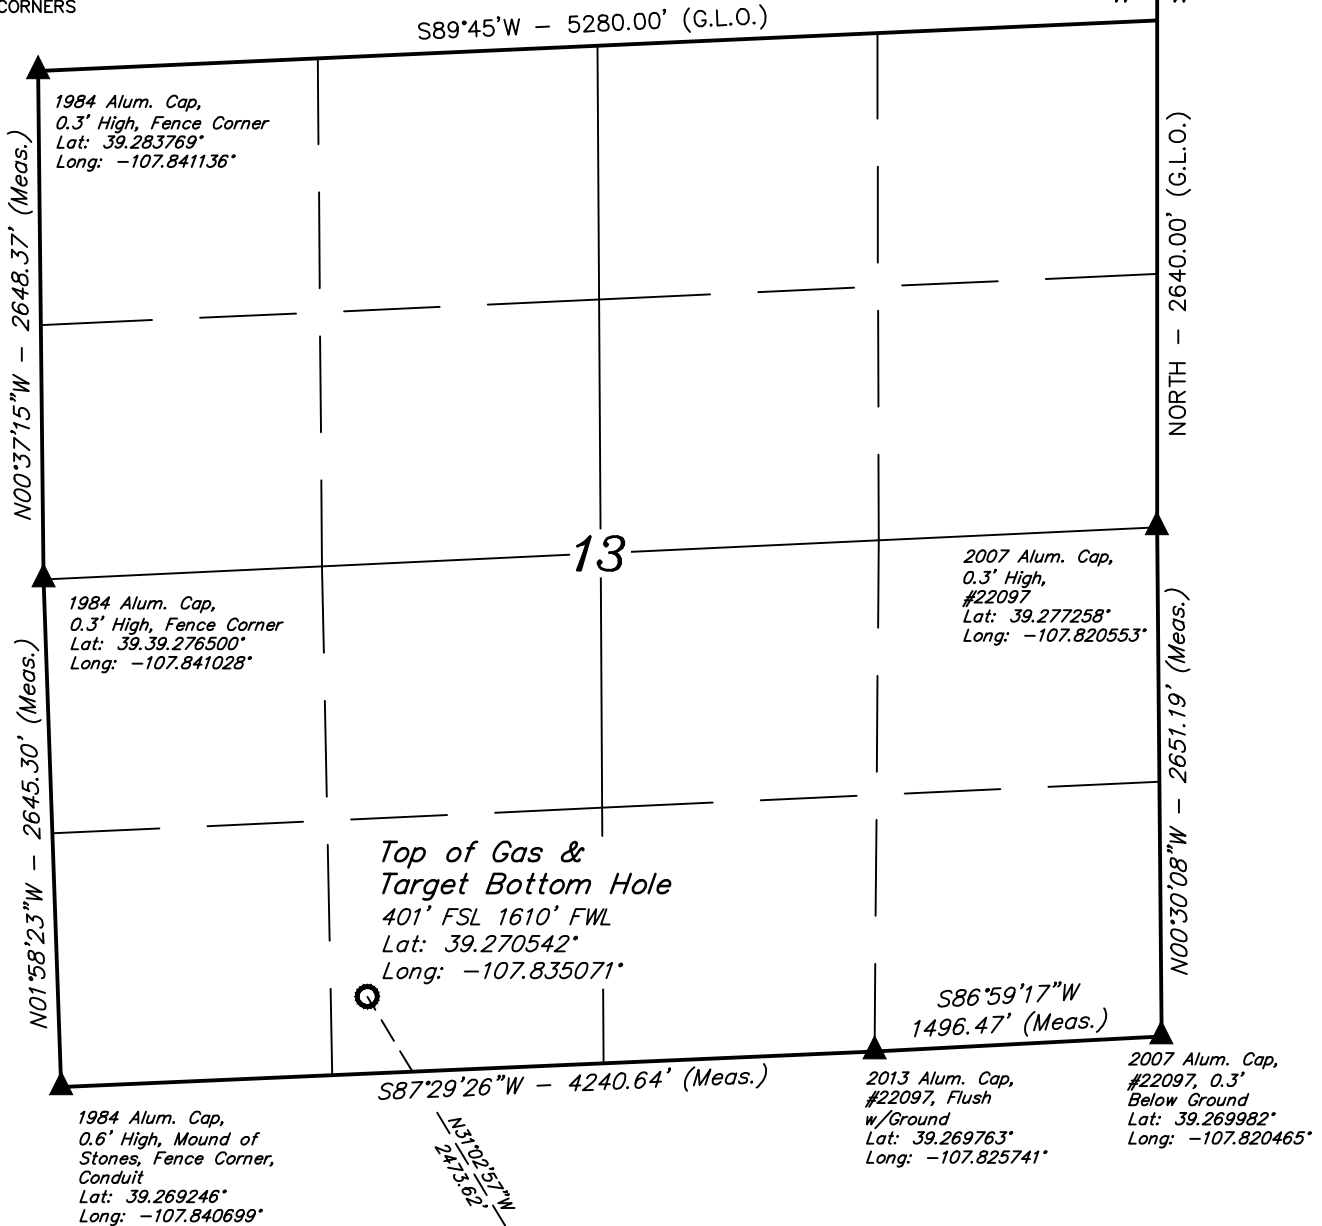 CORNERS
S89°45'W – 5280.00' (G.L.O.)
1984 Alum. Cap,
0.3' High, Fence Corner
Lat: 39.283769°
Long: –107.841136°
N00°37'15"W – 2648.37' (Meas.)
NORTH – 2640.00' (G.L.O.)
13
2007 Alum. Cap,
0.3' High,
#22097
Lat: 39.277258°
Long: –107.820553°
1984 Alum. Cap,
0.3' High, Fence Corner
Lat: 39.39.276500°
Long: –107.841028°
N01°58'23"W – 2645.30' (Meas.)
N00°30'08"W – 2651.19' (Meas.)
Top of Gas &
Target Bottom Hole
401' FSL 1610' FWL
Lat: 39.270542°
Long: –107.835071°
S86°59'17"W
1496.47' (Meas.)
S87°29'26"W – 4240.64' (Meas.)
2013 Alum. Cap,
#22097, Flush
w/Ground
Lat: 39.269763°
Long: –107.825741°
2007 Alum. Cap,
#22097, 0.3'
Below Ground
Lat: 39.269982°
Long: –107.820465°
1984 Alum. Cap,
0.6' High, Mound of
Stones, Fence Corner,
Conduit
Lat: 39.269246°
Long: –107.840699°
N31°02'57"W
2473.62'